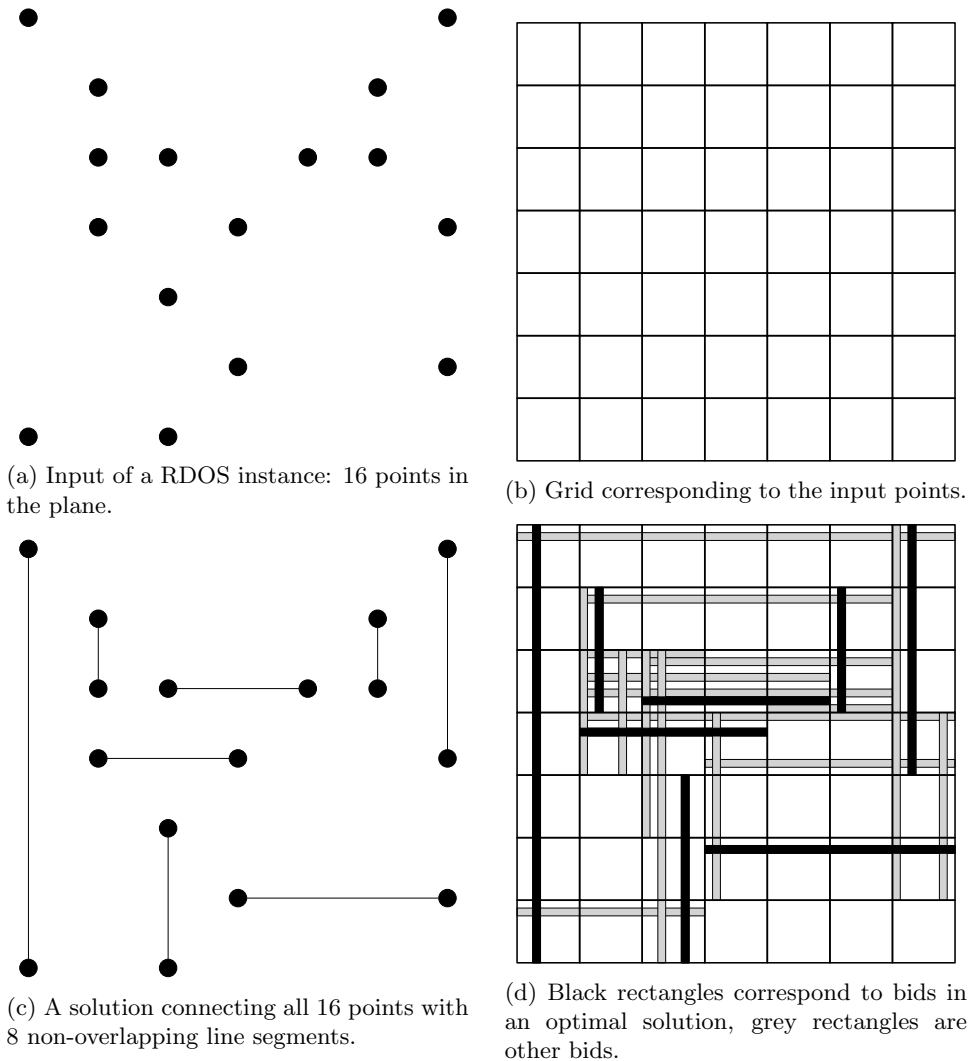 (a) Input of a RDOS instance: 16 points in
the plane.
(b) Grid corresponding to the input points.
(c) A solution connecting all 16 points with
8 non-overlapping line segments.
(d) Black rectangles correspond to bids in
an optimal solution, grey rectangles are
other bids.